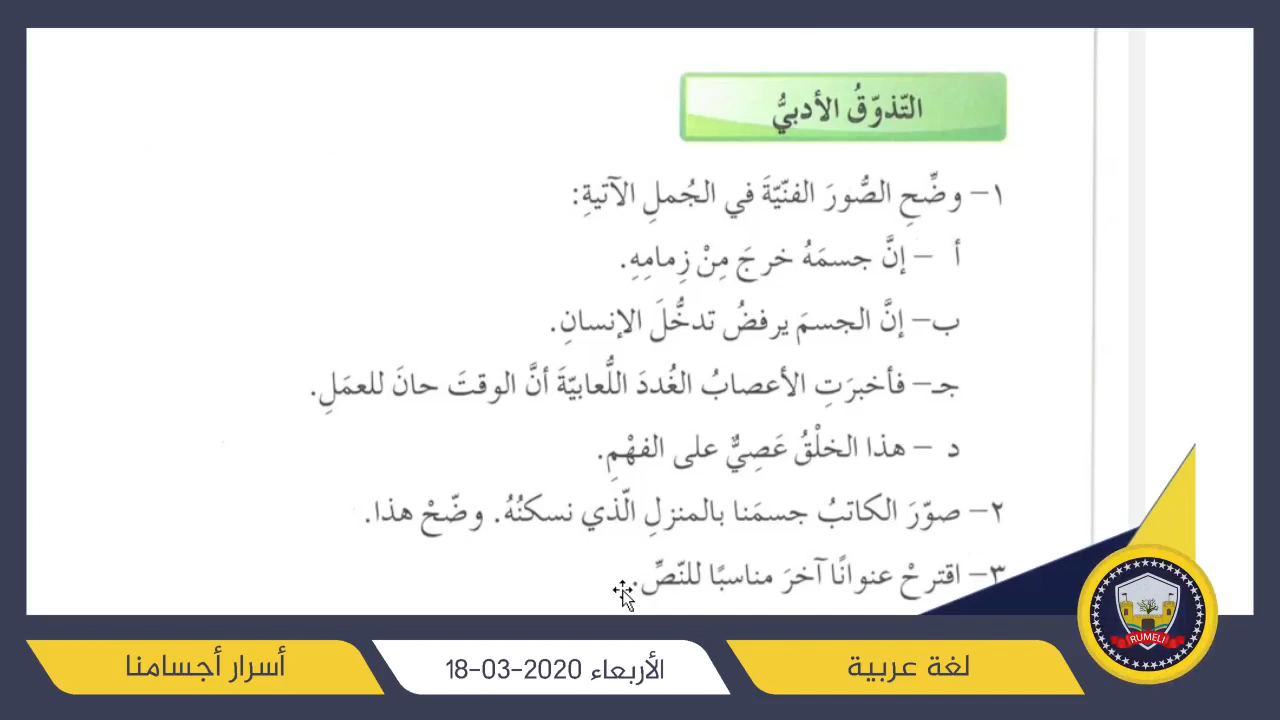 التّذوّقُ الأدبيُّ
١- وضِّحِ الصُّورَ الفنّيّةَ في الجُملِ الآتيةِ:
أ - إنَّ جسمَهُ خرجَ مِنْ زِمامِهِ.
ب- إنَّ الجسمَ يرفضُ تدخُّلَ الإنسانِ.
جـ- فأخبرَتِ الأعصابُ الغُددَ اللُّعابيّةَ أنَّ الوقتَ حانَ للعمَلِ.
د - هذا الخلْقُ عَصِيٌّ على الفهْمِ.
٢- صوّرَ الكاتبُ جسمَنا بالمنزلِ الّذي نسكنُهُ. وضّحْ هذا.
٣- اقترحْ عنوانًا آخرَ مناسبًا للنّصِّ.
RUMELI
لغة عربية
الأربعاء 2020-03-18
أسرار أجسامنا